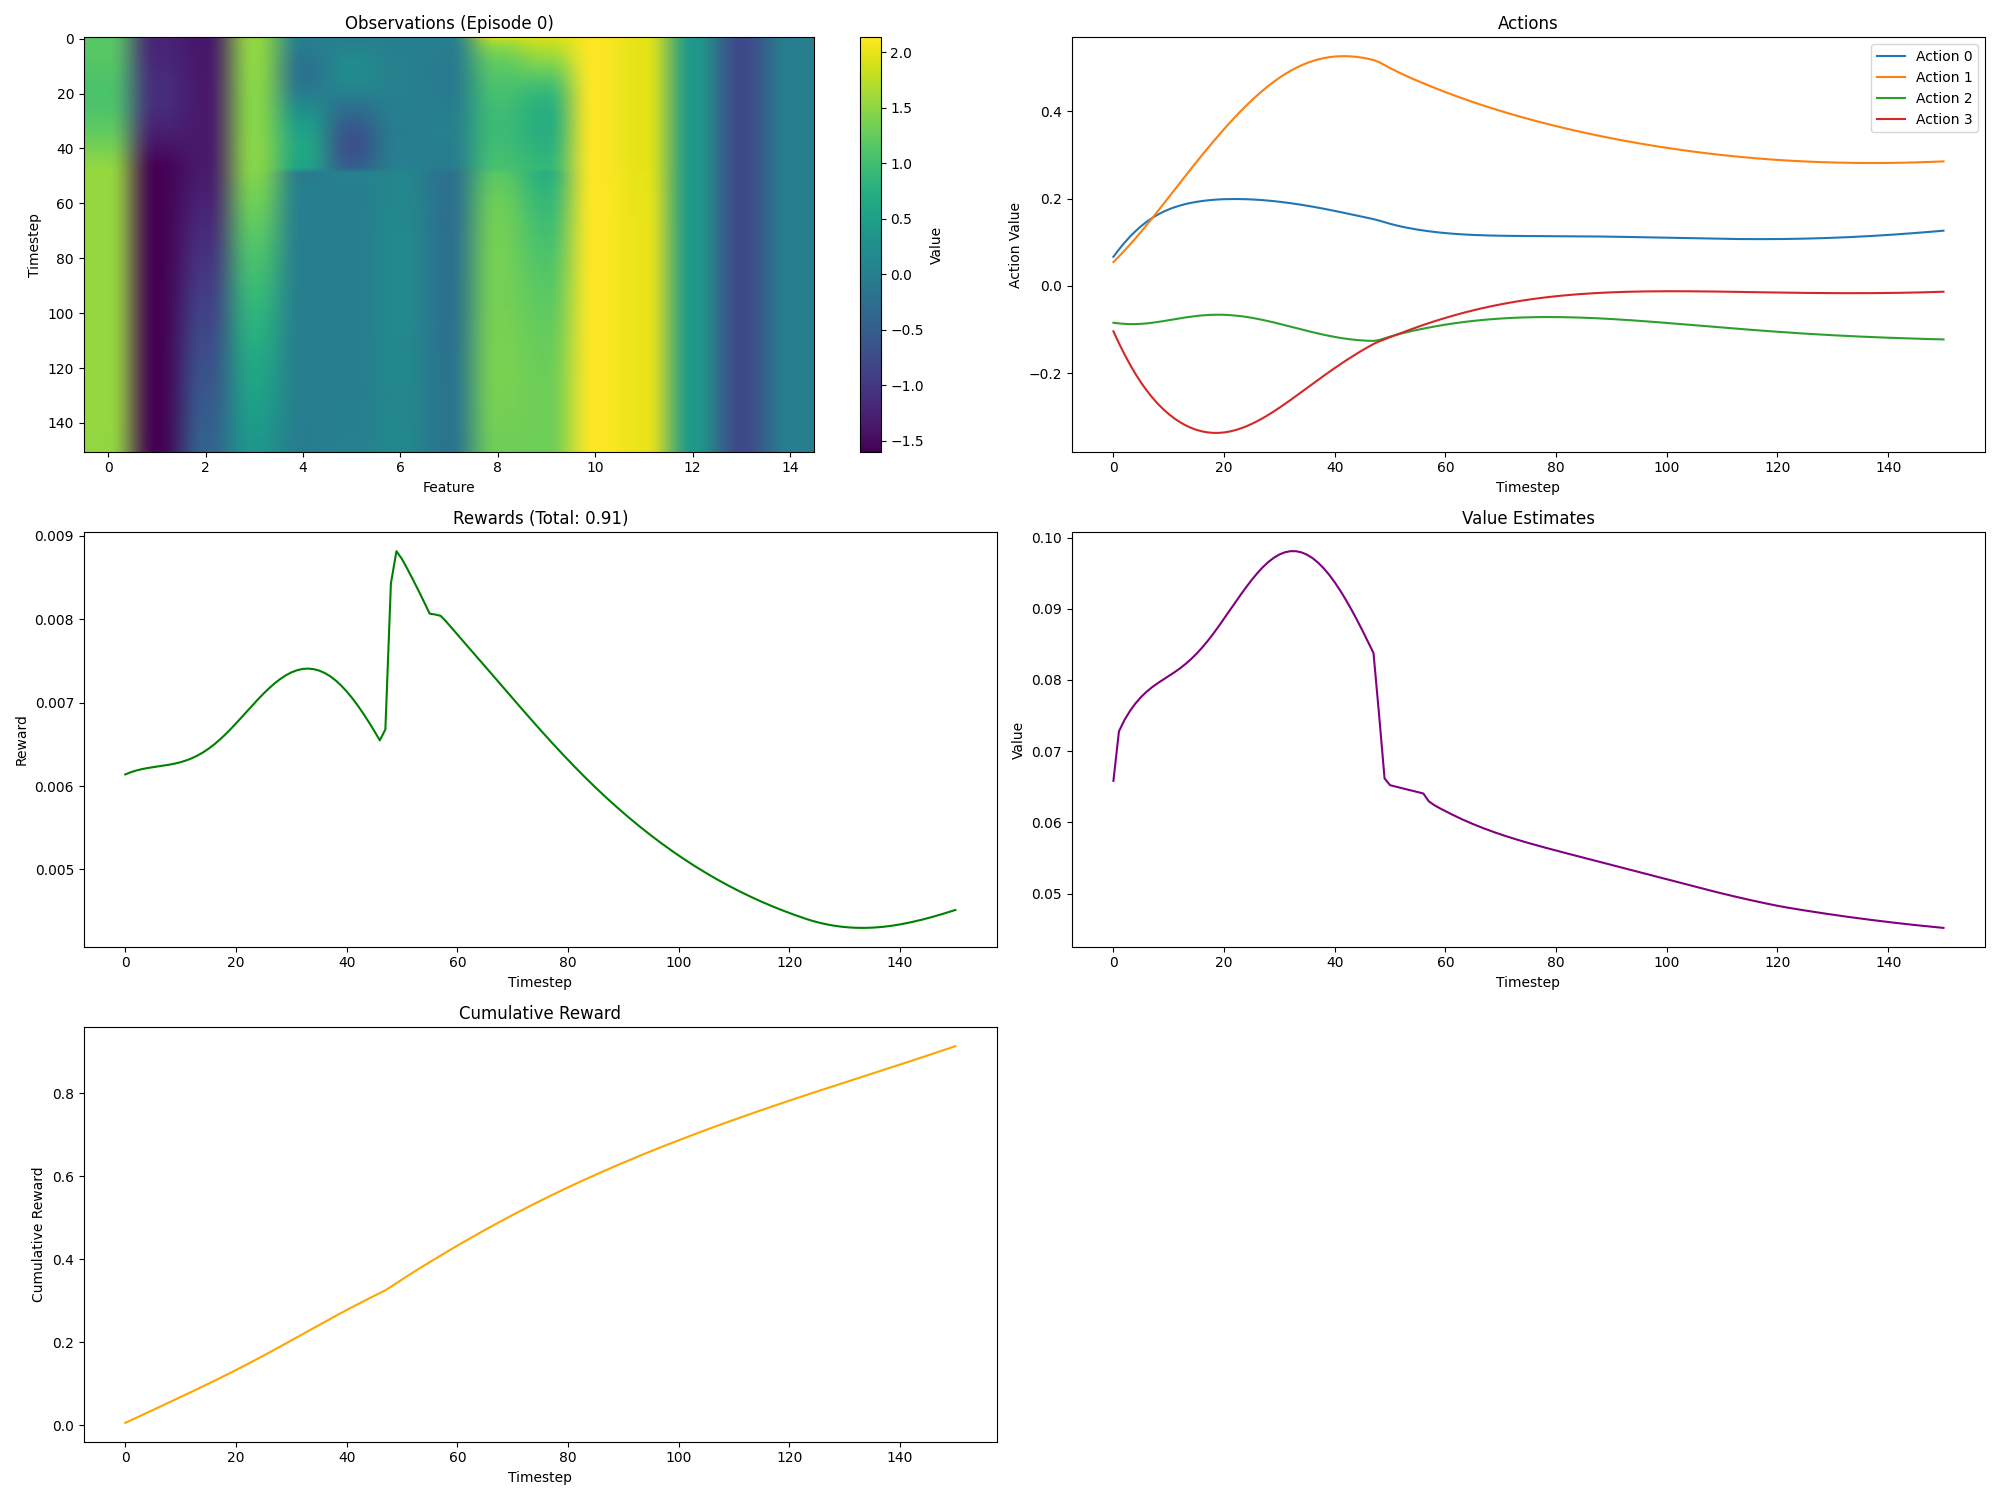 Observations (Episode 0)
0
20
40
60
80
100
120
140
Timestep
0 2 4 6 8 10 12 14
Feature
2.0
1.5
1.0
0.5
0.0
−0.5
−1.0
−1.5
Value
Actions
Action 0
Action 1
Action 2
Action 3
0.4
0.2
0.0
−0.2
Action Value
0 20 40 60 80 100 120 140
Timestep
Rewards (Total: 0.91)
0.009
0.008
0.007
0.006
0.005
Reward
0 20 40 60 80 100 120 140
Timestep
Value Estimates
0.10
0.09
0.08
0.07
0.06
0.05
Value
0 20 40 60 80 100 120 140
Timestep
Cumulative Reward
0.8
0.6
0.4
0.2
0.0
Cumulative Reward
0 20 40 60 80 100 120 140
Timestep